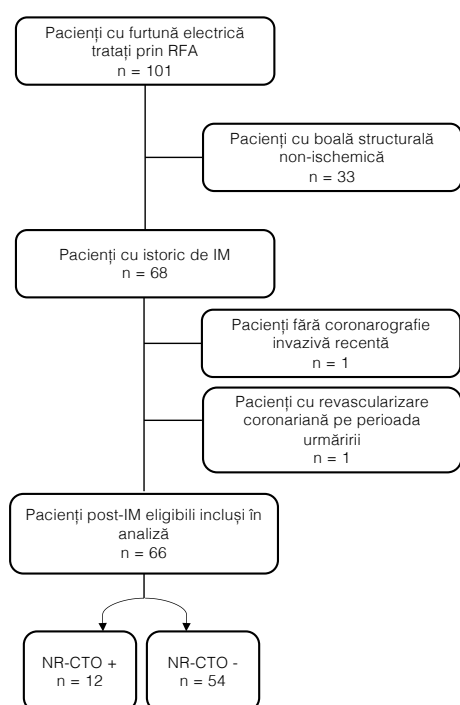 Pacienți cu furtună electrică
tratați prin RFA
n = 101
Pacienți cu boală structurală
non-ischemică
n = 33
Pacienți cu istoric de IM
n = 68
Pacienți fără coronarografie
invazivă recentă
n = 1
Pacienți cu revascularizare
coronariană pe perioada
urmăririi
n = 1
Pacienți post-IM eligibili incluși în
analiză
n = 66
NR-CTO +
n = 12
NR-CTO -
n = 54